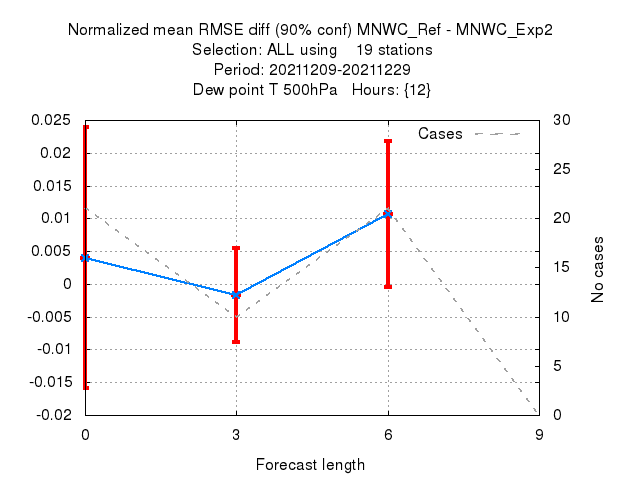 Normalized mean RMSE diff (90% conf) MNWC_Ref - MNWC_Exp2
Selection: ALL using    19 stations
Period: 20211209-20211229
Dew point T 500hPa   Hours: {12}
0.025
0.02
0.015
0.01
0.005
0
-0.005
-0.01
-0.015
-0.02
Cases
30
25
20
15
10
5
0
No cases
0 3 6 9
Forecast length